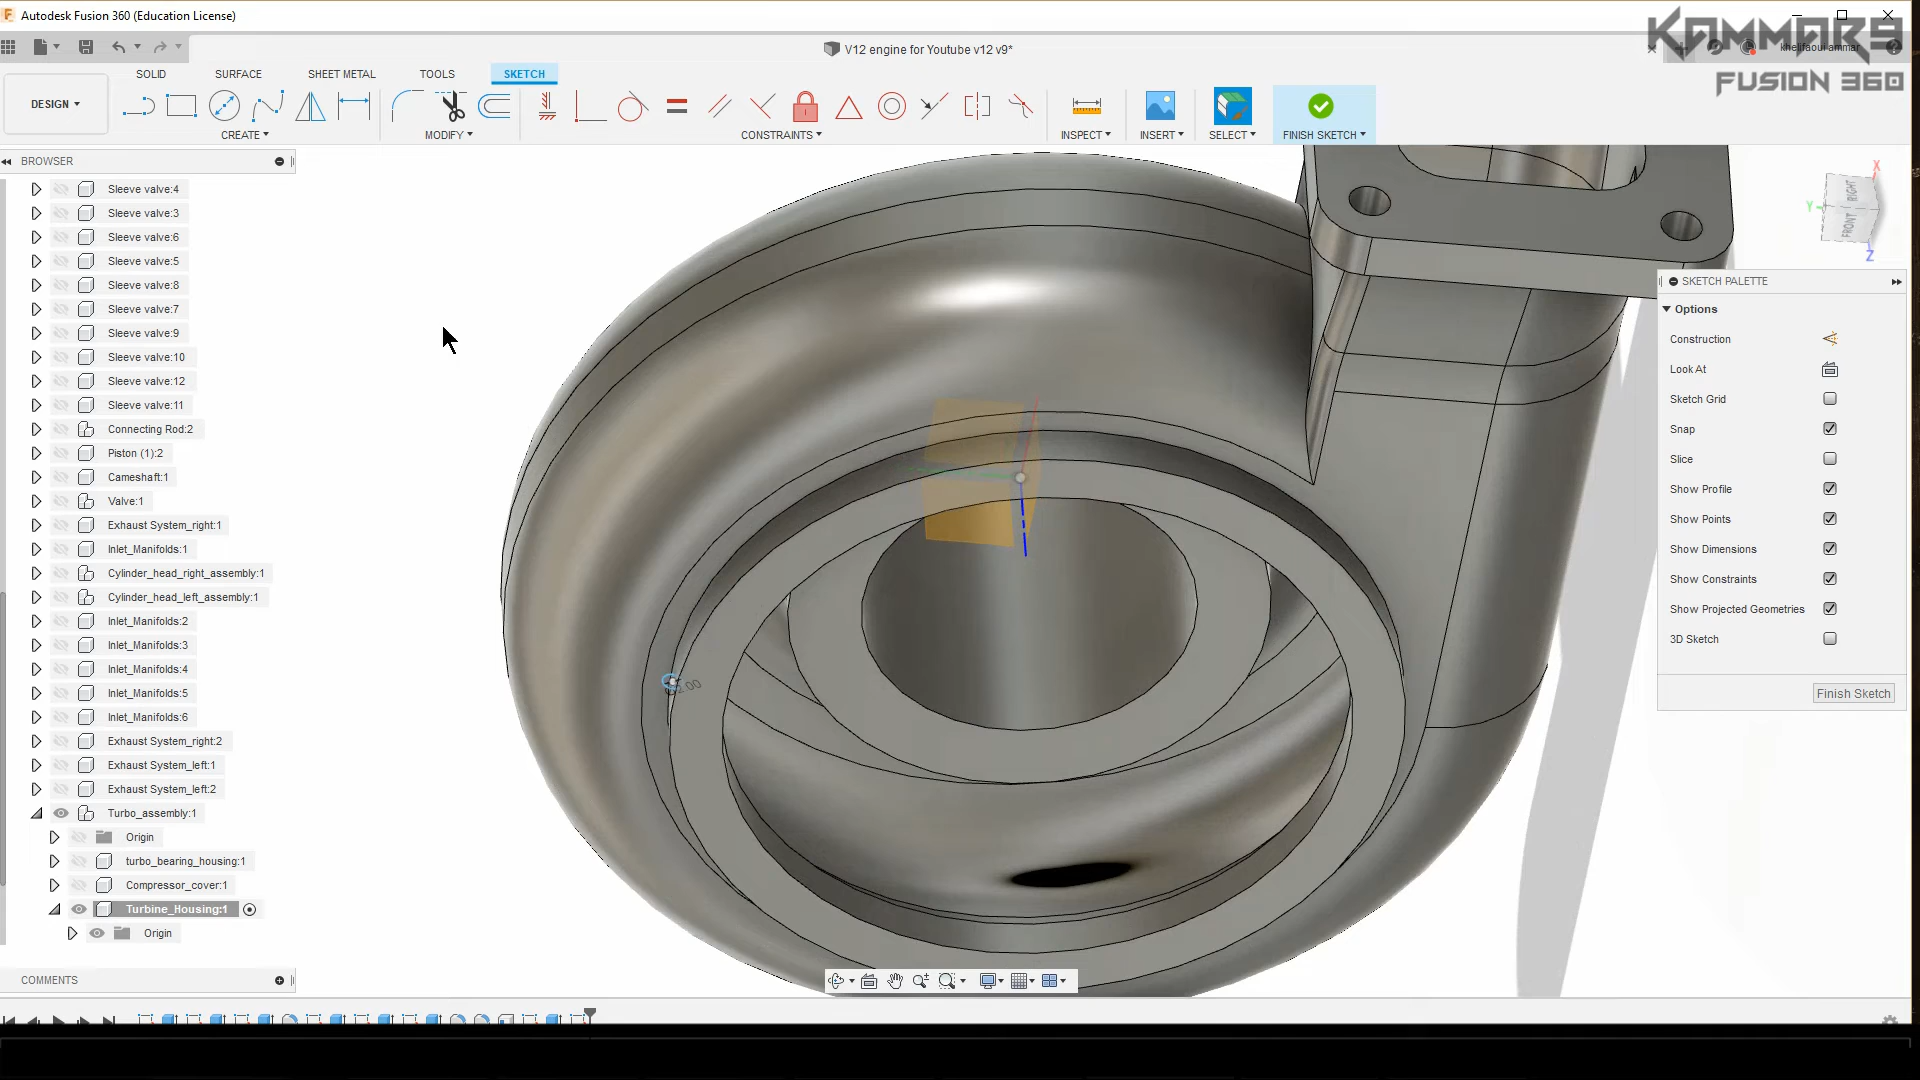 Autodesk Fusion 360 (Education License)
KAMMARS
FUSION 360
V12 engine for Youtube v12 v9*
khelifaoui ammar
SOLID
SURFACE
SHEET METAL
TOOLS
SKETCH
DESIGN
CREATE
MODIFY
CONSTRAINTS
INSPECT
INSERT
SELECT
FINISH SKETCH
BROWSER
Sleeve valve:4
Sleeve valve:3
Sleeve valve:6
Sleeve valve:5
Sleeve valve:8
Sleeve valve:7
Sleeve valve:9
Sleeve valve:10
Sleeve valve:12
Sleeve valve:11
Connecting Rod:2
Piston (1):2
Cameshaft:1
Valve:1
Exhaust System_right:1
Inlet_Manifolds:1
Cylinder_head_right_assembly:1
Cylinder_head_left_assembly:1
Inlet_Manifolds:2
Inlet_Manifolds:3
Inlet_Manifolds:4
Inlet_Manifolds:5
Inlet_Manifolds:6
Exhaust System_right:2
Exhaust System_left:1
Exhaust System_left:2
Turbo_assembly:1
Origin
turbo_bearing_housing:1
Compressor_cover:1
Turbine_Housing:1
Origin
COMMENTS
X
Y
Z
FRONT
RIGHT
SKETCH PALETTE
Options
Construction
Look At
Sketch Grid
Snap
Slice
Show Profile
Show Points
Show Dimensions
Show Constraints
Show Projected Geometries
3D Sketch
Finish Sketch